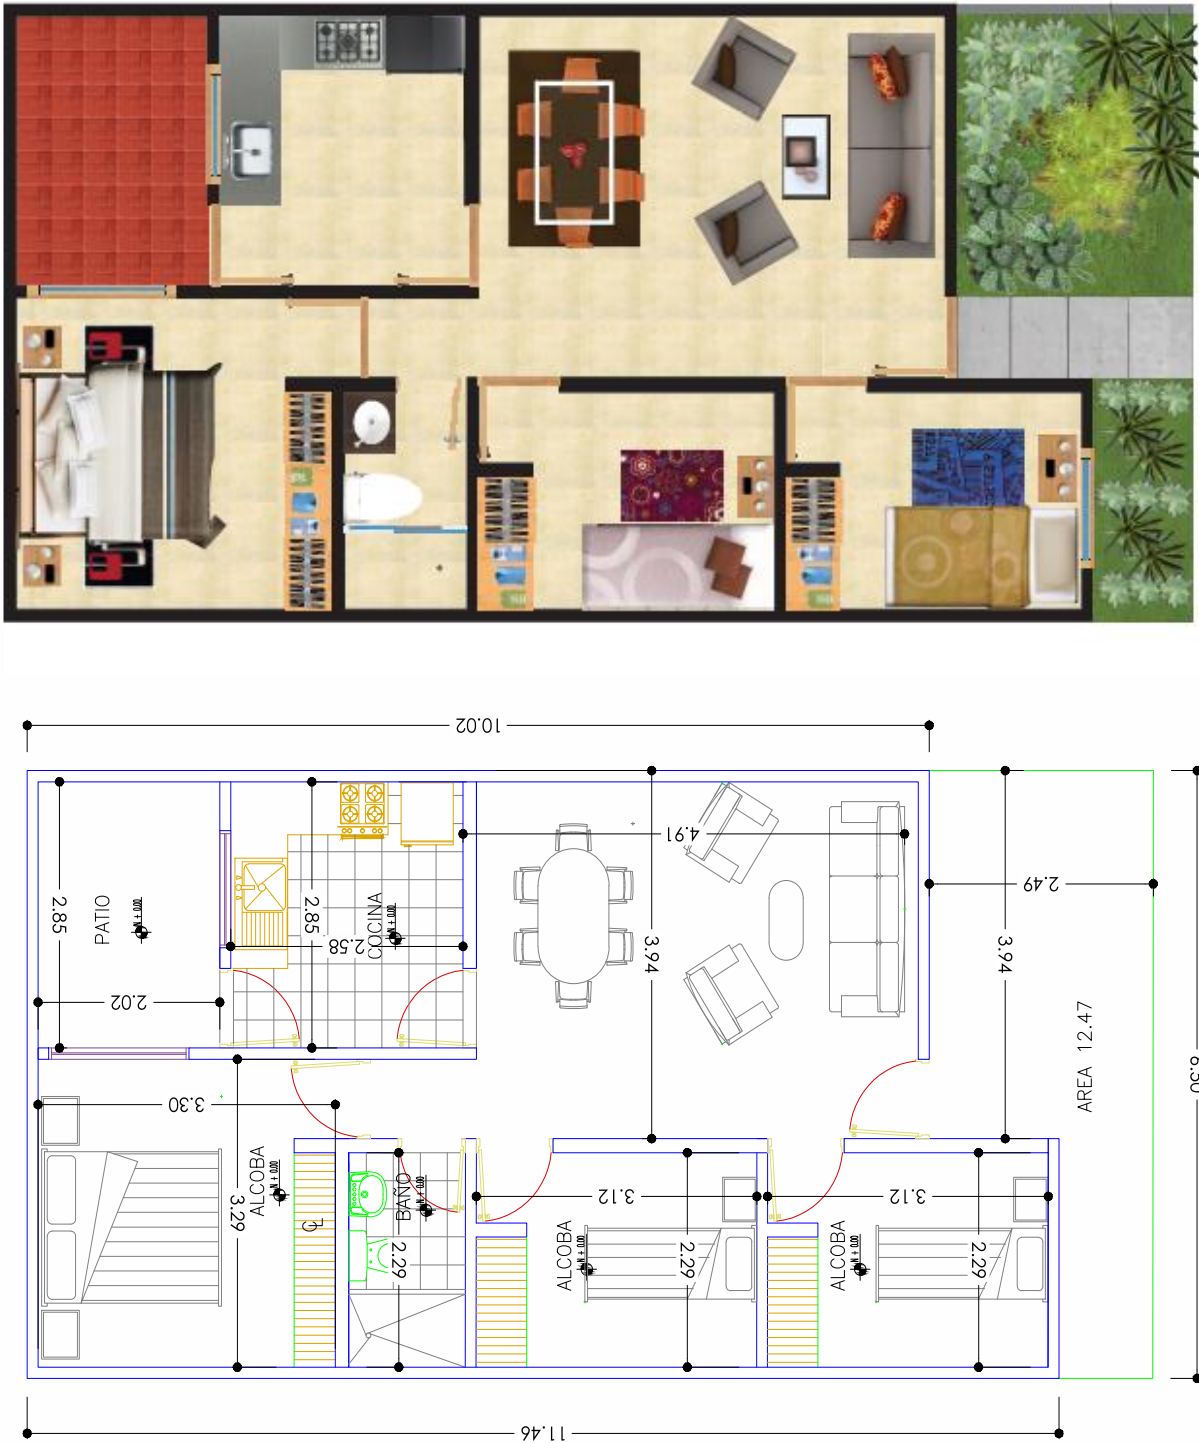 10.02
4.91
2.49
2.85
PATIO
N + 0.00
2.85
COCINA
N + 0.00
2.58
3.94
3.94
2.02
AREA 12.47
3.30
ALCOBA
N + 0.00
3.29
BAÑO
N + 0.00
2.29
3.12
ALCOBA
N + 0.00
2.29
3.12
ALCOBA
N + 0.00
2.29
11.46